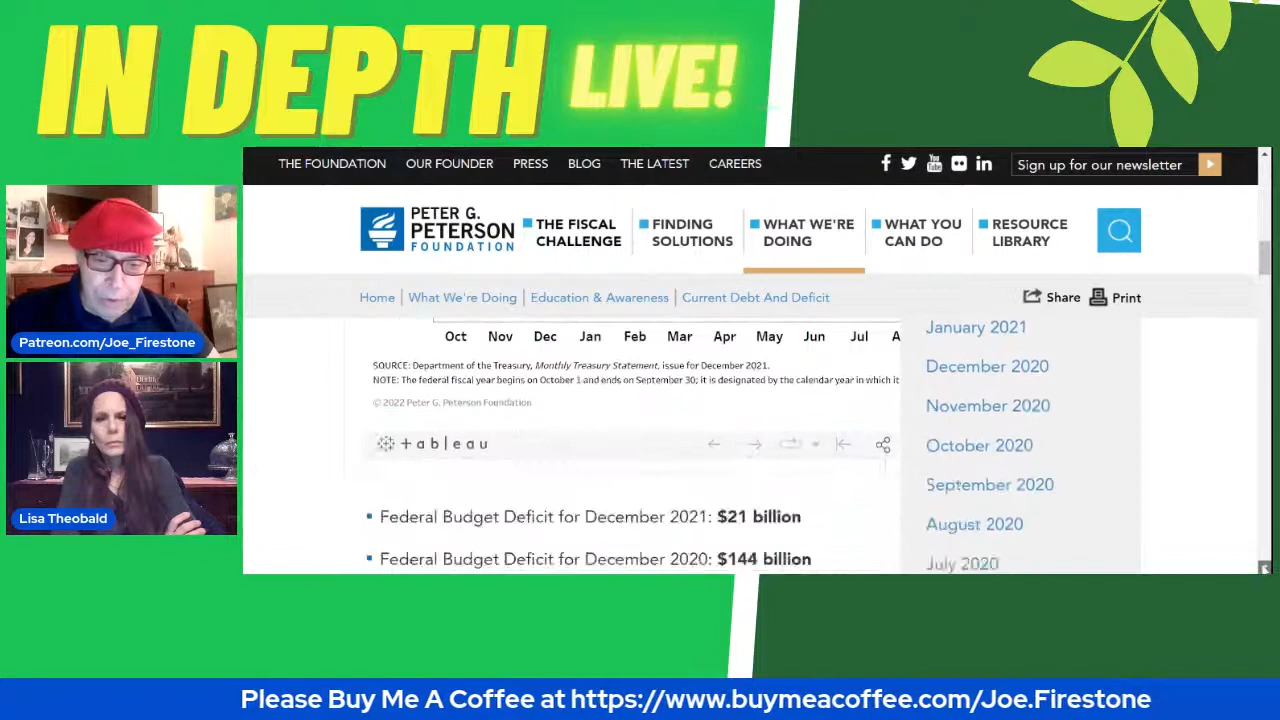 IN DEPTH LIVE!
THE FOUNDATION OUR FOUNDER PRESS BLOG THE LATEST CAREERS
Sign up for our newsletter
PETER G.
PETERSON
FOUNDATION
THE FISCAL
CHALLENGE
FINDING
SOLUTIONS
WHAT WE'RE
DOING
WHAT YOU
CAN DO
RESOURCE
LIBRARY
Home What We're Doing Education & Awareness Current Debt And Deficit
Share Print
Patreon.com/Joe_Firestone
Lisa Theobald
Oct Nov Dec Jan Feb Mar Apr May Jun Jul A
SOURCE: Department of the Treasury, Monthly Treasury Statement, issue for December 2021.
NOTE: The federal fiscal year begins on October 1 and ends on September 30; it is designated by the calendar year in which it
© 2022 Peter G. Peterson Foundation
+ a b l e a u
Federal Budget Deficit for December 2021: $21 billion
Federal Budget Deficit for December 2020: $144 billion
January 2021
December 2020
November 2020
October 2020
September 2020
August 2020
July 2020
Please Buy Me A Coffee at https://www.buymeacoffee.com/Joe.Firestone